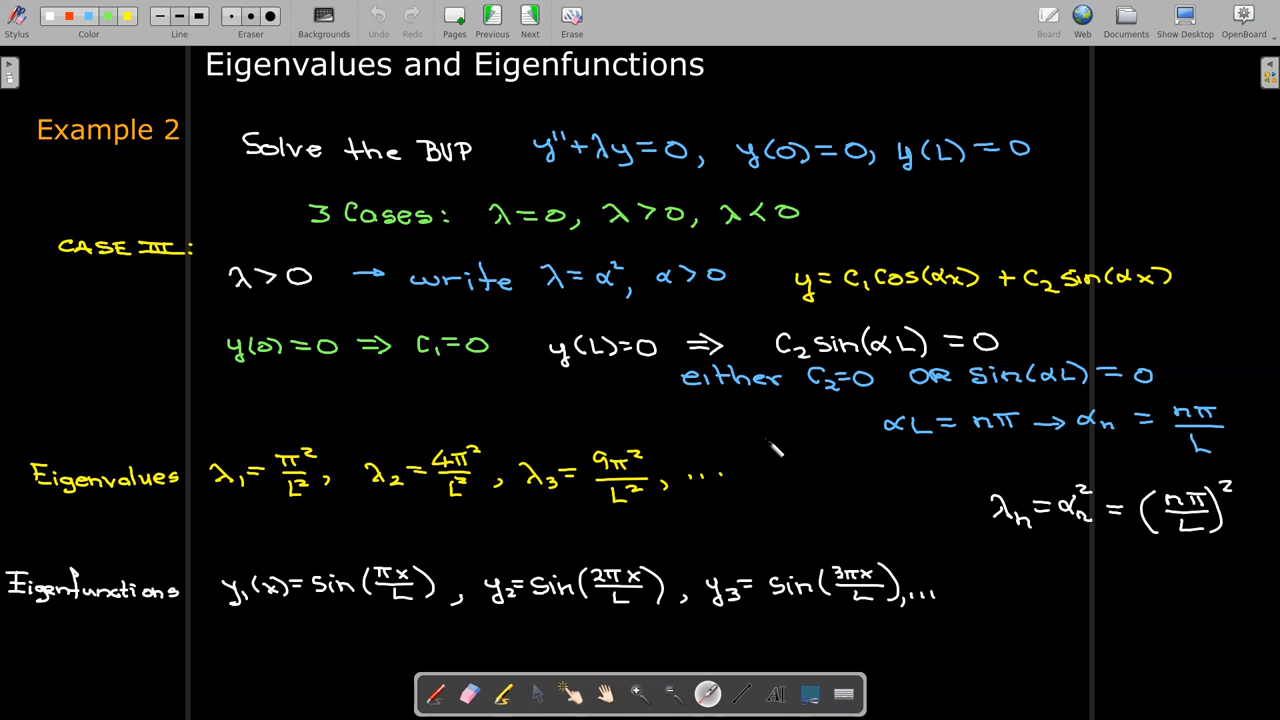 Stylus Color Line Eraser Backgrounds Undo Redo Pages Previous Next Erase Board Web Documents Show Desktop OpenBoard
Eigenvalues and Eigenfunctions
Example 2
Solve the BVP y''+λy=0, y(0)=0, y(L)=0
3 Cases: λ=0, λ>0, λ<0
CASE III:
λ>0 → write λ=α², α>0 y=C₁cos(αx)+C₂sin(αx)
y(0)=0 ⇒ C₁=0 y(L)=0 ⇒ C₂sin(αL)=0
either C₂=0 OR sin(αL)=0
αL=nπ → αₙ = nπ/L
Eigenvalues λ₁=π²/L², λ₂=4π²/L², λ₃=9π²/L², ...
λₙ=αₙ²=(nπ/L)²
Eigenfunctions y₁(x)=sin(πx/L), y₂=sin(2πx/L), y₃=sin(3πx/L),...
AI